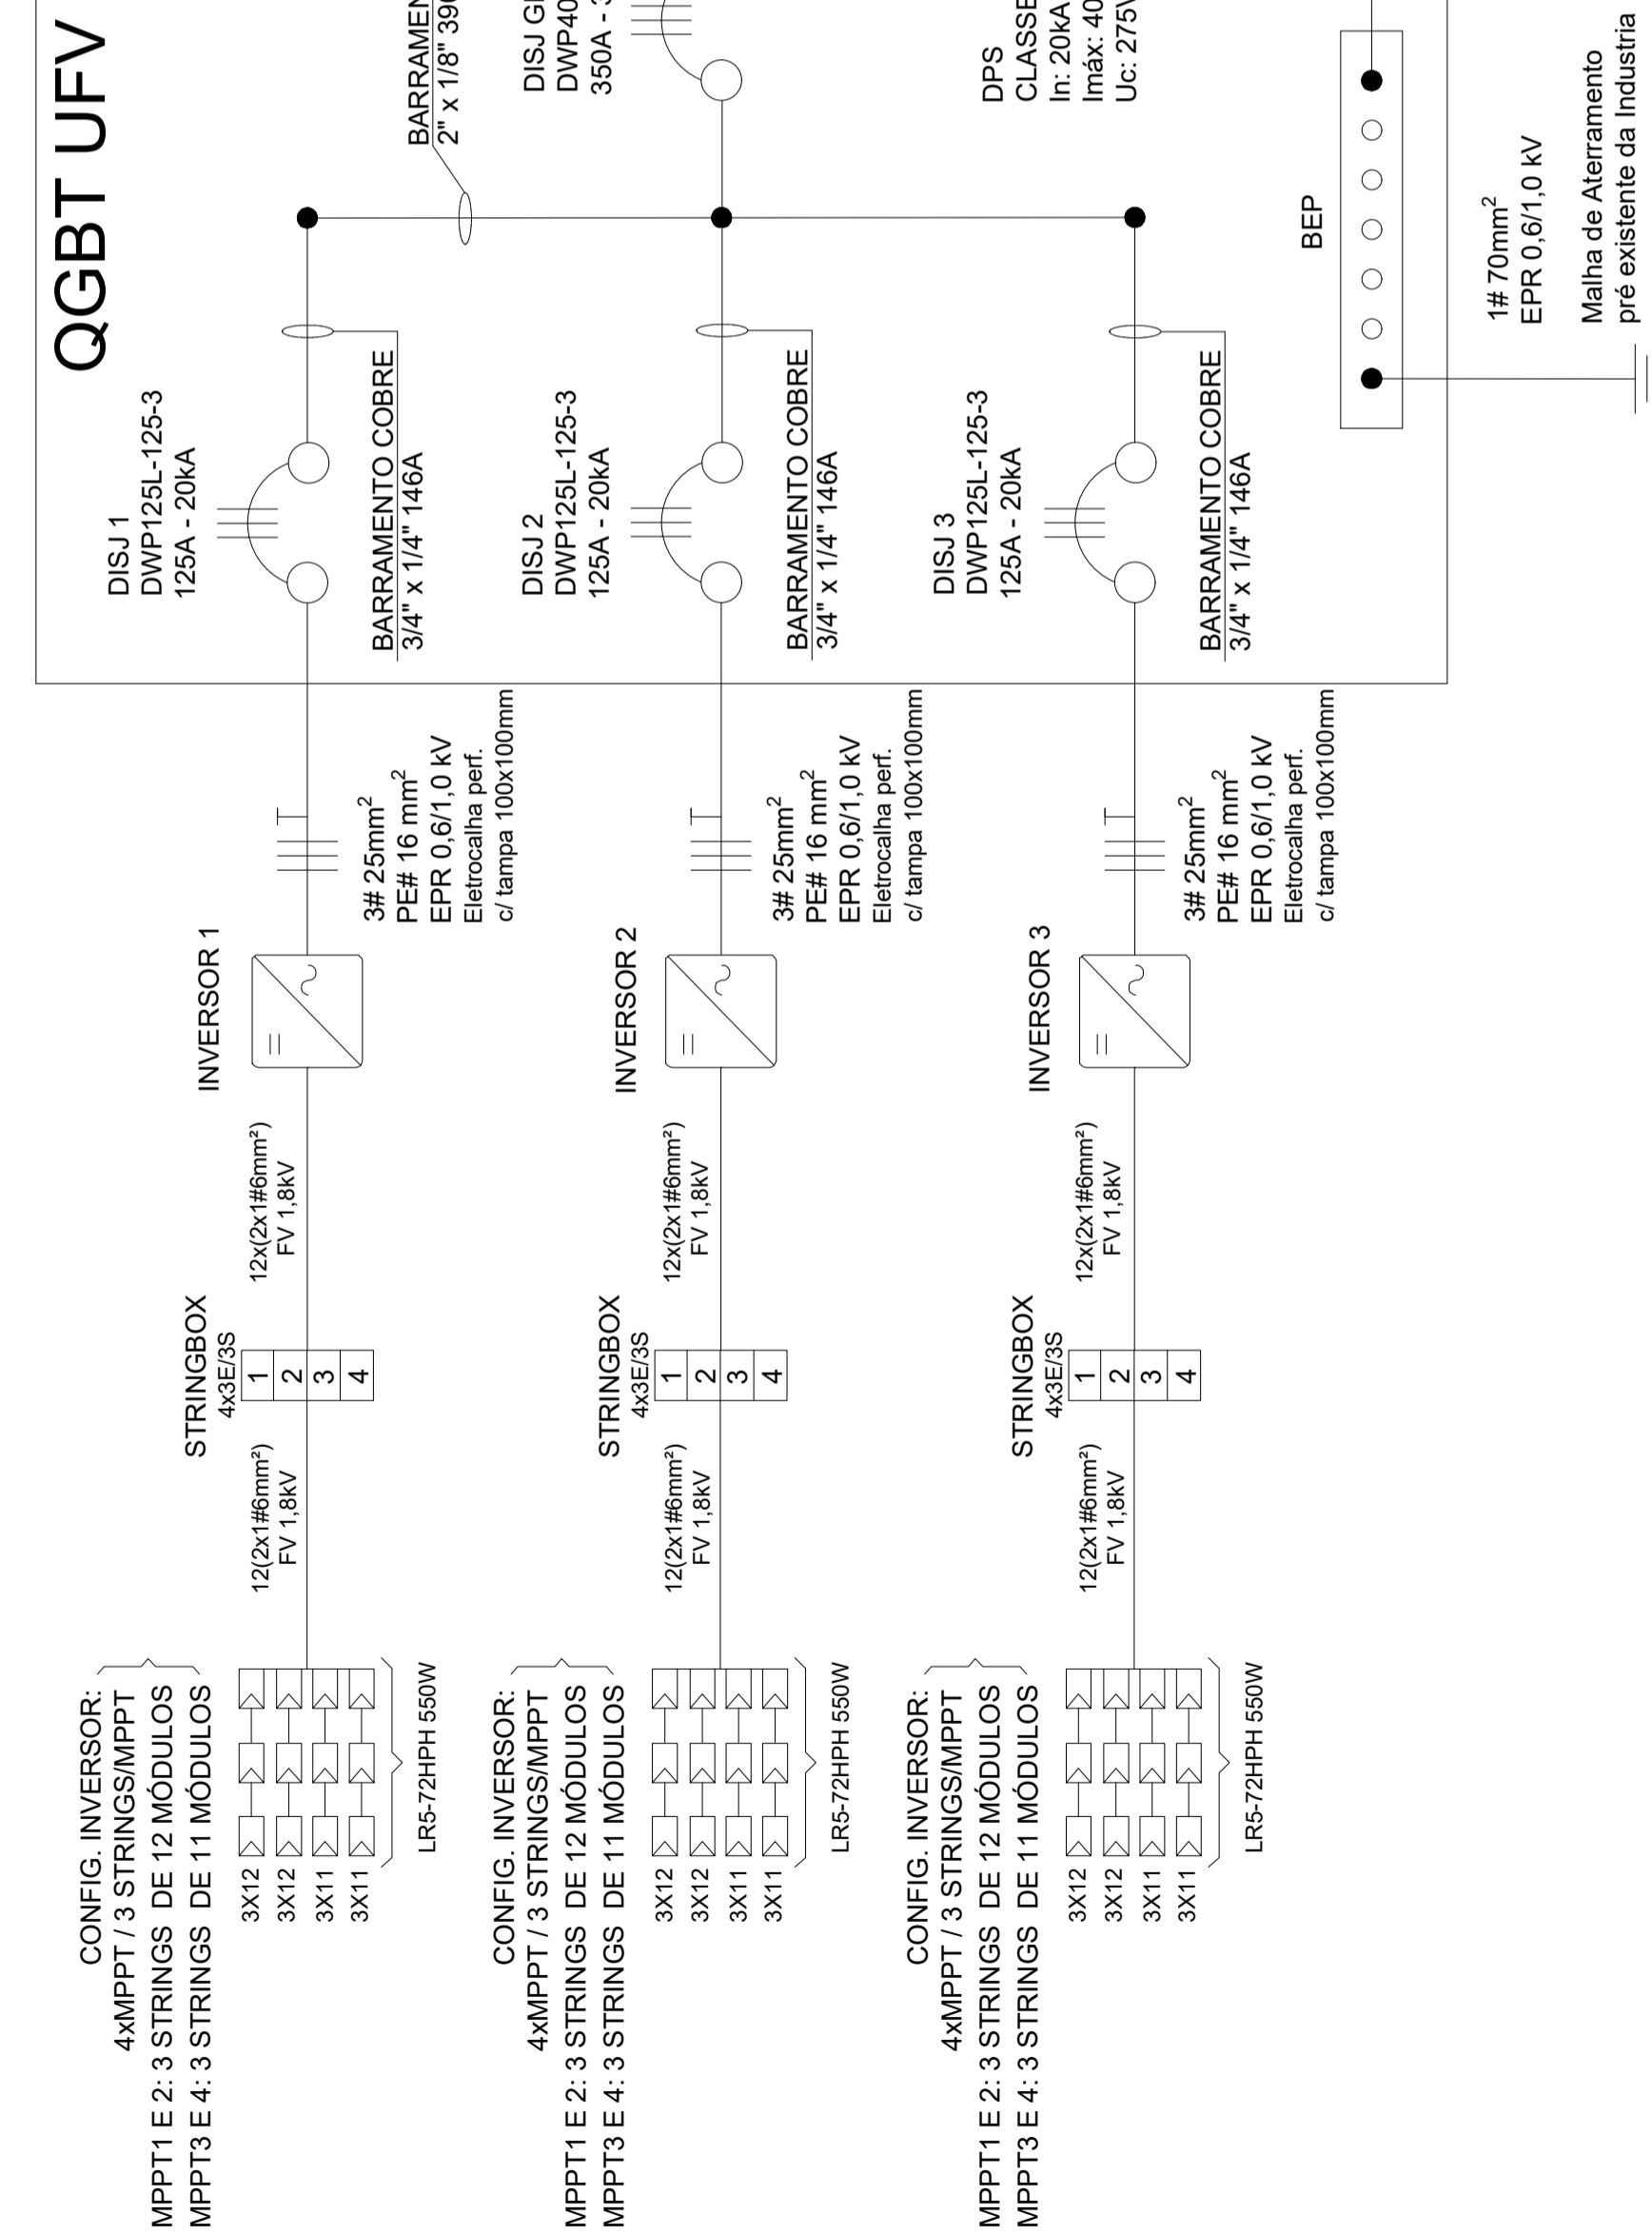 QGBT UFV
CONFIG. INVERSOR:
4xMPPT / 3 STRINGS/MPPT
MPPT1 E 2: 3 STRINGS DE 12 MÓDULOS
MPPT3 E 4: 3 STRINGS DE 11 MÓDULOS
3X12
3X12
3X11
3X11
LR5-72HPH 550W
12(2x1#6mm²)
FV 1,8kV
STRINGBOX
4x3E/3S
1
2
3
4
12x(2x1#6mm²)
FV 1,8kV
INVERSOR 1
3# 25mm²
PE# 16 mm²
EPR 0,6/1,0 kV
Eletrocalha perf.
c/ tampa 100x100mm
DISJ 1
DWP125L-125-3
125A - 20kA
BARRAMENTO COBRE
3/4" x 1/4" 146A
2" x 1/8"
CONFIG. INVERSOR:
4xMPPT / 3 STRINGS/MPPT
MPPT1 E 2: 3 STRINGS DE 12 MÓDULOS
MPPT3 E 4: 3 STRINGS DE 11 MÓDULOS
3X12
3X12
3X11
3X11
LR5-72HPH 550W
12(2x1#6mm²)
FV 1,8kV
STRINGBOX
4x3E/3S
1
2
3
4
12x(2x1#6mm²)
FV 1,8kV
INVERSOR 2
3# 25mm²
PE# 16 mm²
EPR 0,6/1,0 kV
Eletrocalha perf.
c/ tampa 100x100mm
DISJ 2
DWP125L-125-3
125A - 20kA
BARRAMENTO COBRE
3/4" x 1/4" 146A
DISJ
350A -
CONFIG. INVERSOR:
4xMPPT / 3 STRINGS/MPPT
MPPT1 E 2: 3 STRINGS DE 12 MÓDULOS
MPPT3 E 4: 3 STRINGS DE 11 MÓDULOS
3X12
3X12
3X11
3X11
LR5-72HPH 550W
12(2x1#6mm²)
FV 1,8kV
STRINGBOX
4x3E/3S
1
2
3
4
12x(2x1#6mm²)
FV 1,8kV
INVERSOR 3
3# 25mm²
PE# 16 mm²
EPR 0,6/1,0 kV
Eletrocalha perf.
c/ tampa 100x100mm
DISJ 3
DWP125L-125-3
125A - 20kA
BARRAMENTO COBRE
3/4" x 1/4" 146A
DPS
CLASSE
In: 20kA
Imáx: 40
Uc: 275V
BEP
1# 70mm²
EPR 0,6/1,0 kV
Malha de Aterramento
pré existente da Industria